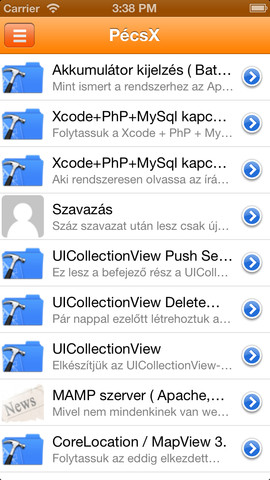 Carrier 3:38 PM
PécsX
Akkumulátor kijelzés ( Bat…
Mint ismert a rendszerhez az Ap…
Xcode+PhP+MySql kapc…
Folytassuk a Xcode + PhP + My…
Xcode+PhP+MySql kapc…
Aki rendszeresen olvassa az írá…
Szavazás
Száz szavazat után lesz csak új…
UICollectionView Push Se…
Ez lesz a befejező rész a UIColl…
UICollectionView Delete…
Pár nappal ezelőtt létrehoztuk a…
UICollectionView
Elkészítjük az UICollectionView-…
News
MAMP szerver ( Apache,…
Mivel nem mindenkinek van we…
CoreLocation / MapView 3.
Folytassuk az eddig elkezdett…